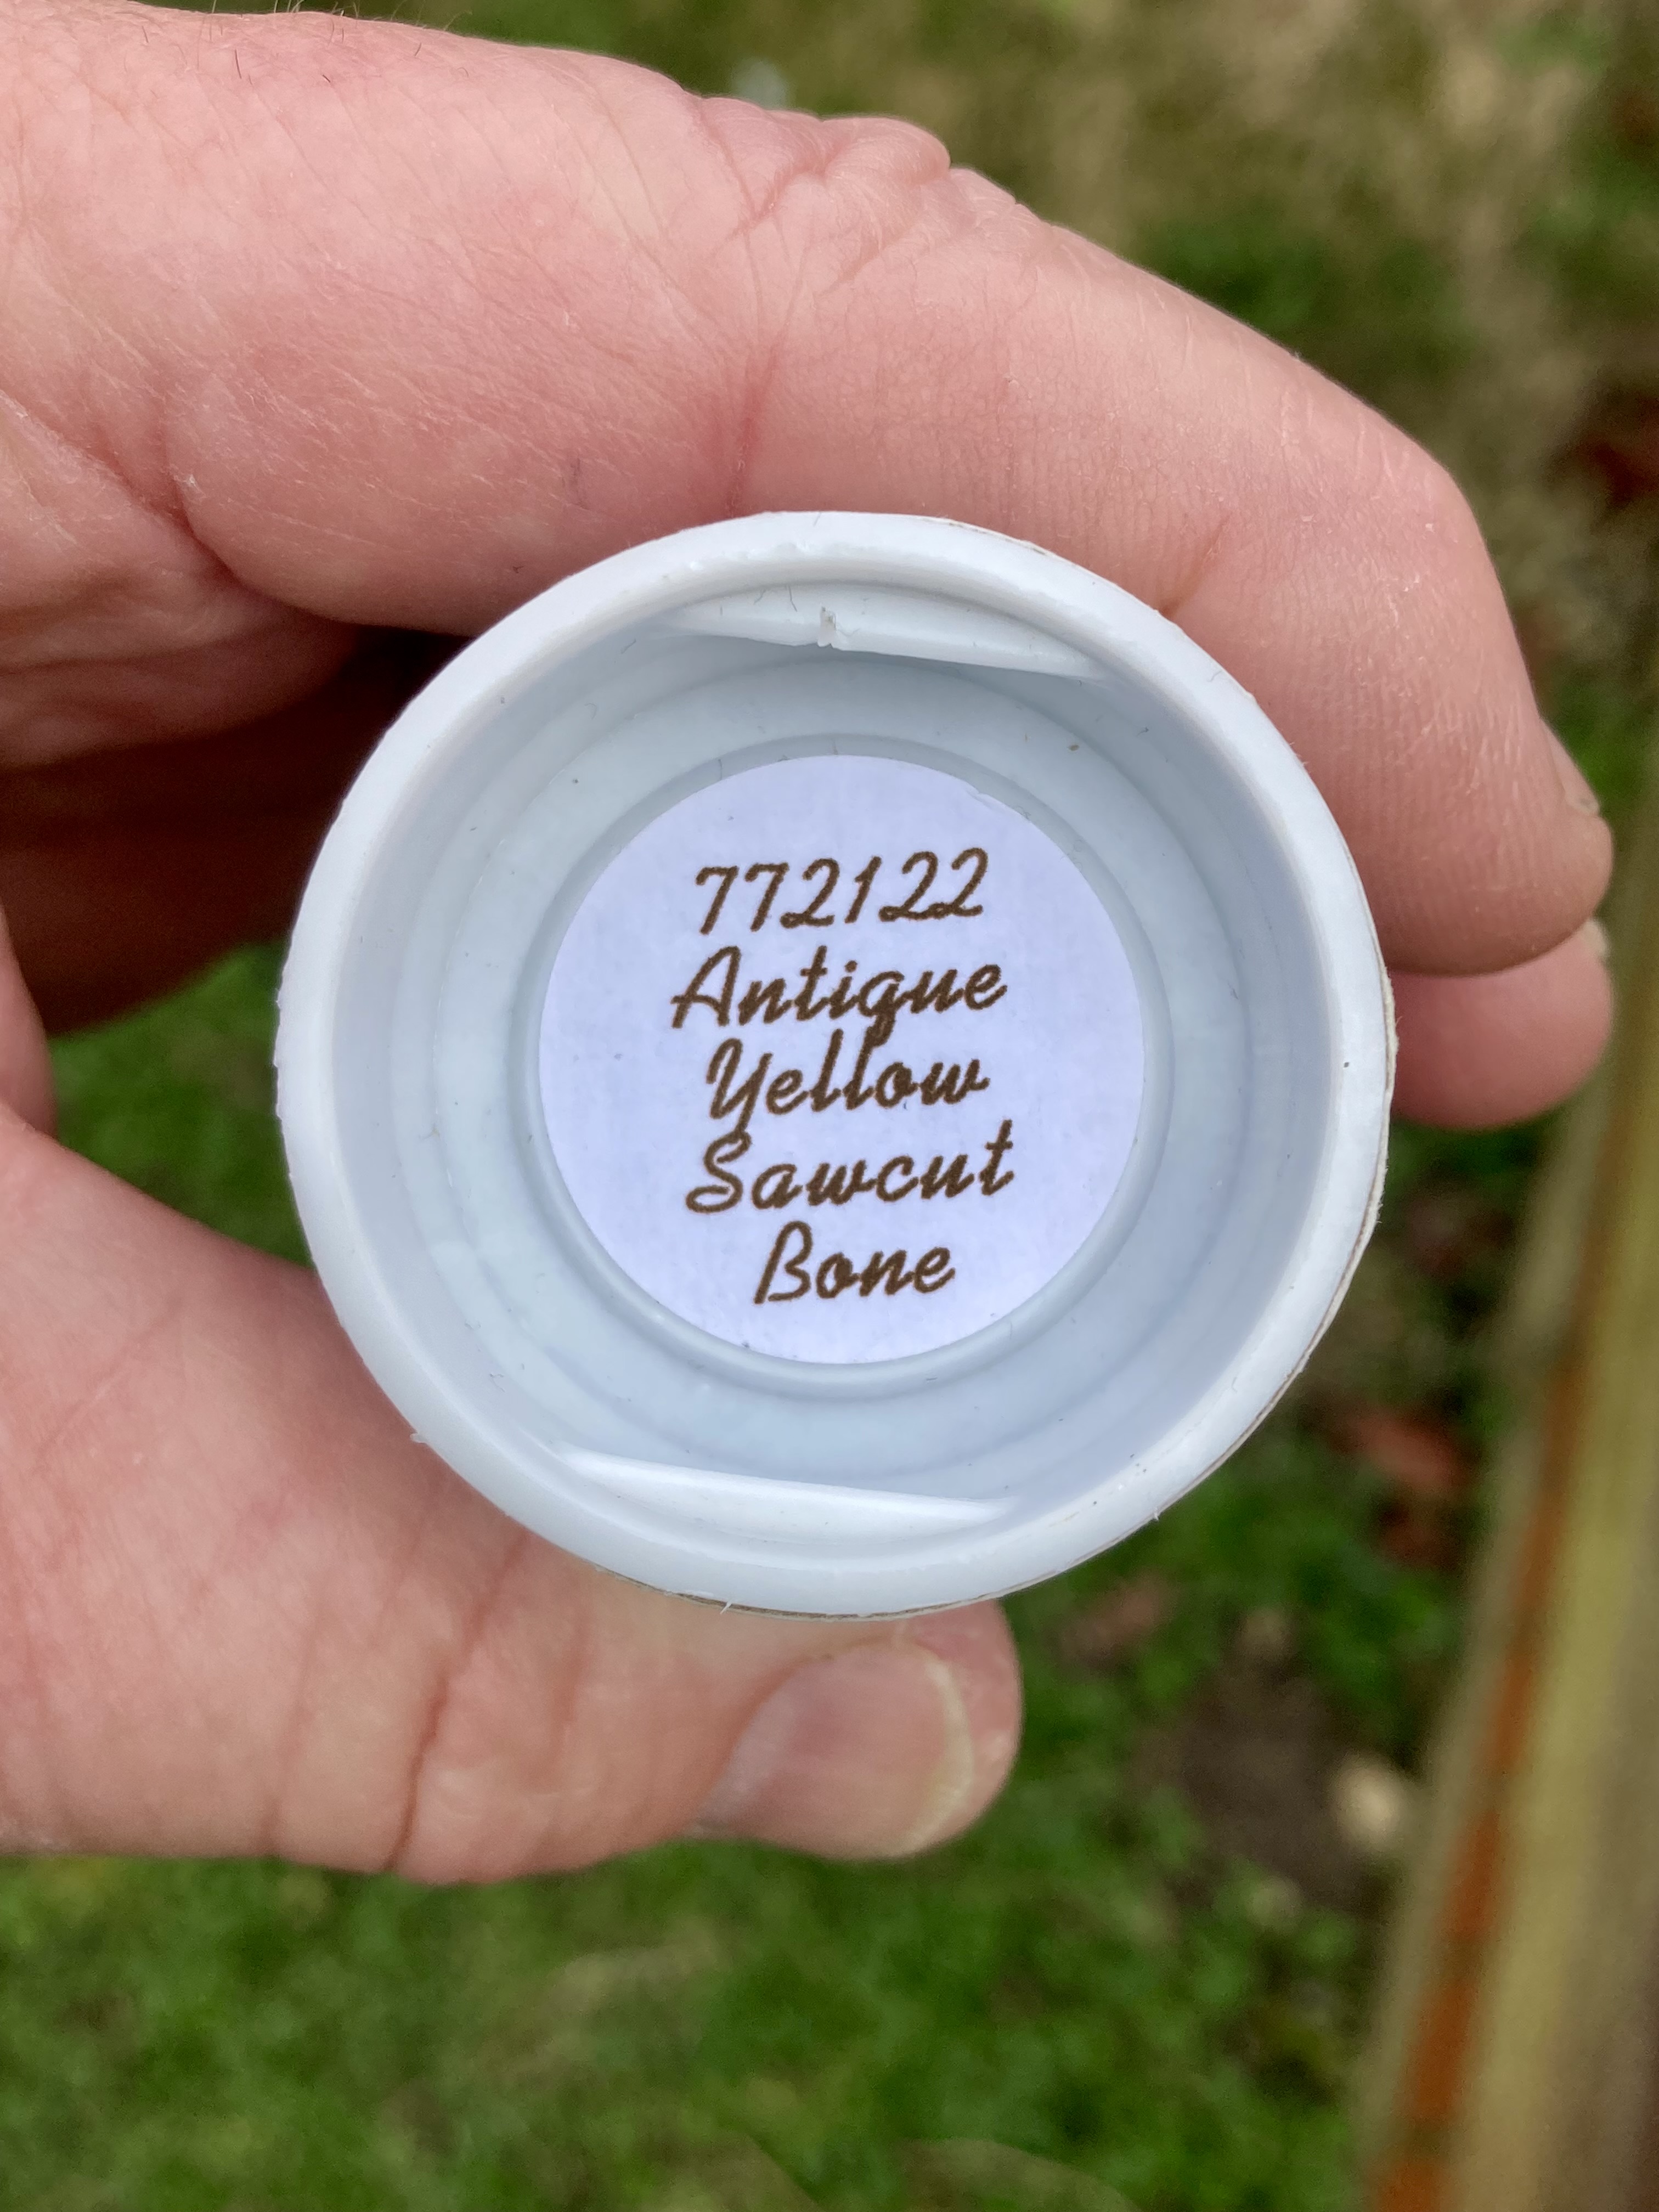 772122
Antique
Yellow
Sawcut
Bone